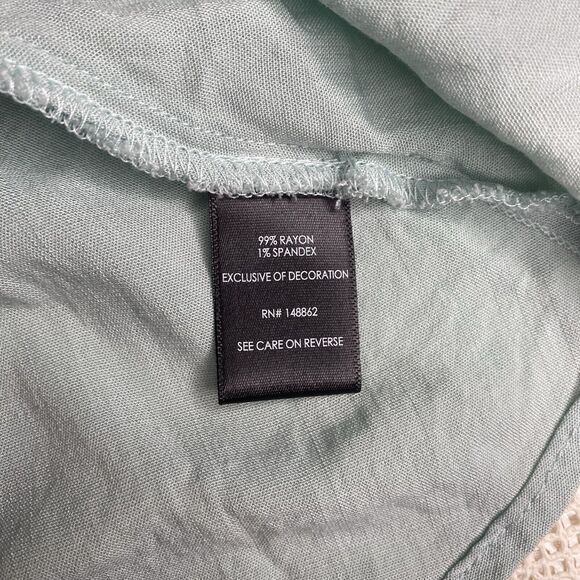 99% RAYON
1% SPANDEX
EXCLUSIVE OF DECORATION
RN# 148862
SEE CARE ON REVERSE